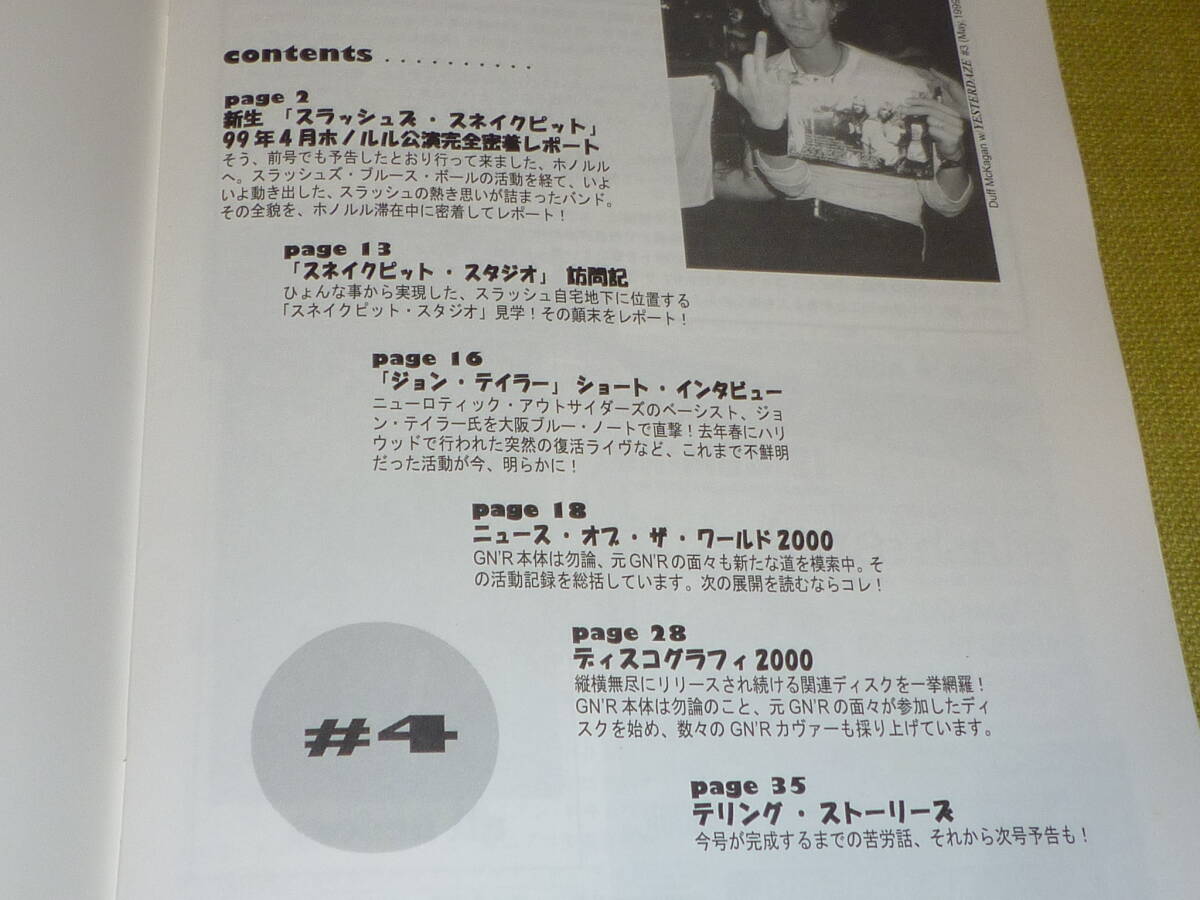 contents . . . . . . . . . .
page 2
新生 「スラッシュズ・スネイクピット」
99年4月ホノルル公演完全密着レポート
そう、前号でも予告したとおり行って来ました、ホノルル
へ。スラッシュズ・ブルース・ボールの活動を経て、いよ
いよ動き出した、スラッシュの熱き思いが詰まったバンド。
その全貌を、ホノルル滞在中に密着してレポート！
page 13
「スネイクピット・スタジオ」 訪問記
ひょんな事から実現した、スラッシュ自宅地下に位置する
「スネイクピット・スタジオ」見学！その顛末をレポート！
page 16
「ジョン・テイラー」 ショート・インタビュー
ニューロティック・アウトサイダーズのベーシスト、ジョ
ン・テイラー氏を大阪ブルー・ノートで直撃！去年春にハリ
ウッドで行われた突然の復活ライヴなど、これまで不鮮明
だった活動が今、明らかに！
page 18
ニュース・オブ・ザ・ワールド2000
GN'R本体は勿論、元GN'Rの面々も新たな道を模索中。そ
の活動記録を総括しています。次の展開を読むならコレ！
page 28
ディスコグラフィ2000
縦横無尽にリリースされ続ける関連ディスクを一挙網羅！
GN'R本体は勿論のこと、元GN'Rの面々が参加したディ
スクを始め、数々のGN'Rカヴァーも採り上げています。
page 35
テリング・ストーリーズ
今号が完成するまでの苦労話、それから次号予告も！
#4
Duff McKagan w YESTERDAZE #3 (May, 1999